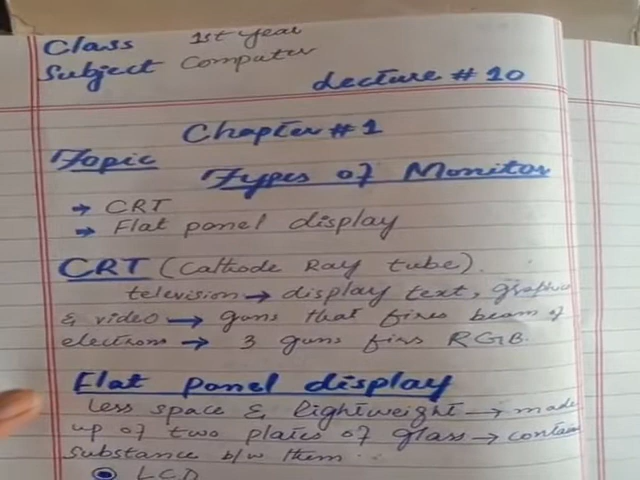 Class 1st year
Subject Computer
Lecture # 10
Chapter # 1
Topic
Types of Monitor
→ CRT
→ Flat panel display
CRT (Cathode Ray tube).
television → display text, graphics
& video → guns that fires beam of
electrons → 3 guns fires RGB.
Flat panel display
Less space & lightweight → made
up of two plates of glass → contain
substance b/w them.
LCD